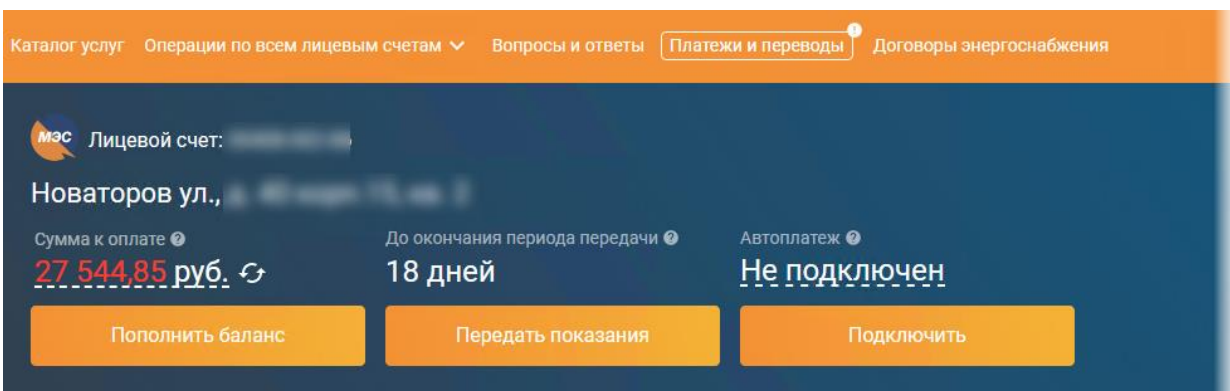 Каталог услуг Операции по всем лицевым счетам Вопросы и ответы Платежи и переводы ! Договоры энергоснабжения
мэс Лицевой счет:
Новаторов ул.,
Сумма к оплате ? До окончания периода передачи ? Автоплатеж ?
27 544,85 руб. 18 дней Не подключен
Пополнить баланс Передать показания Подключить